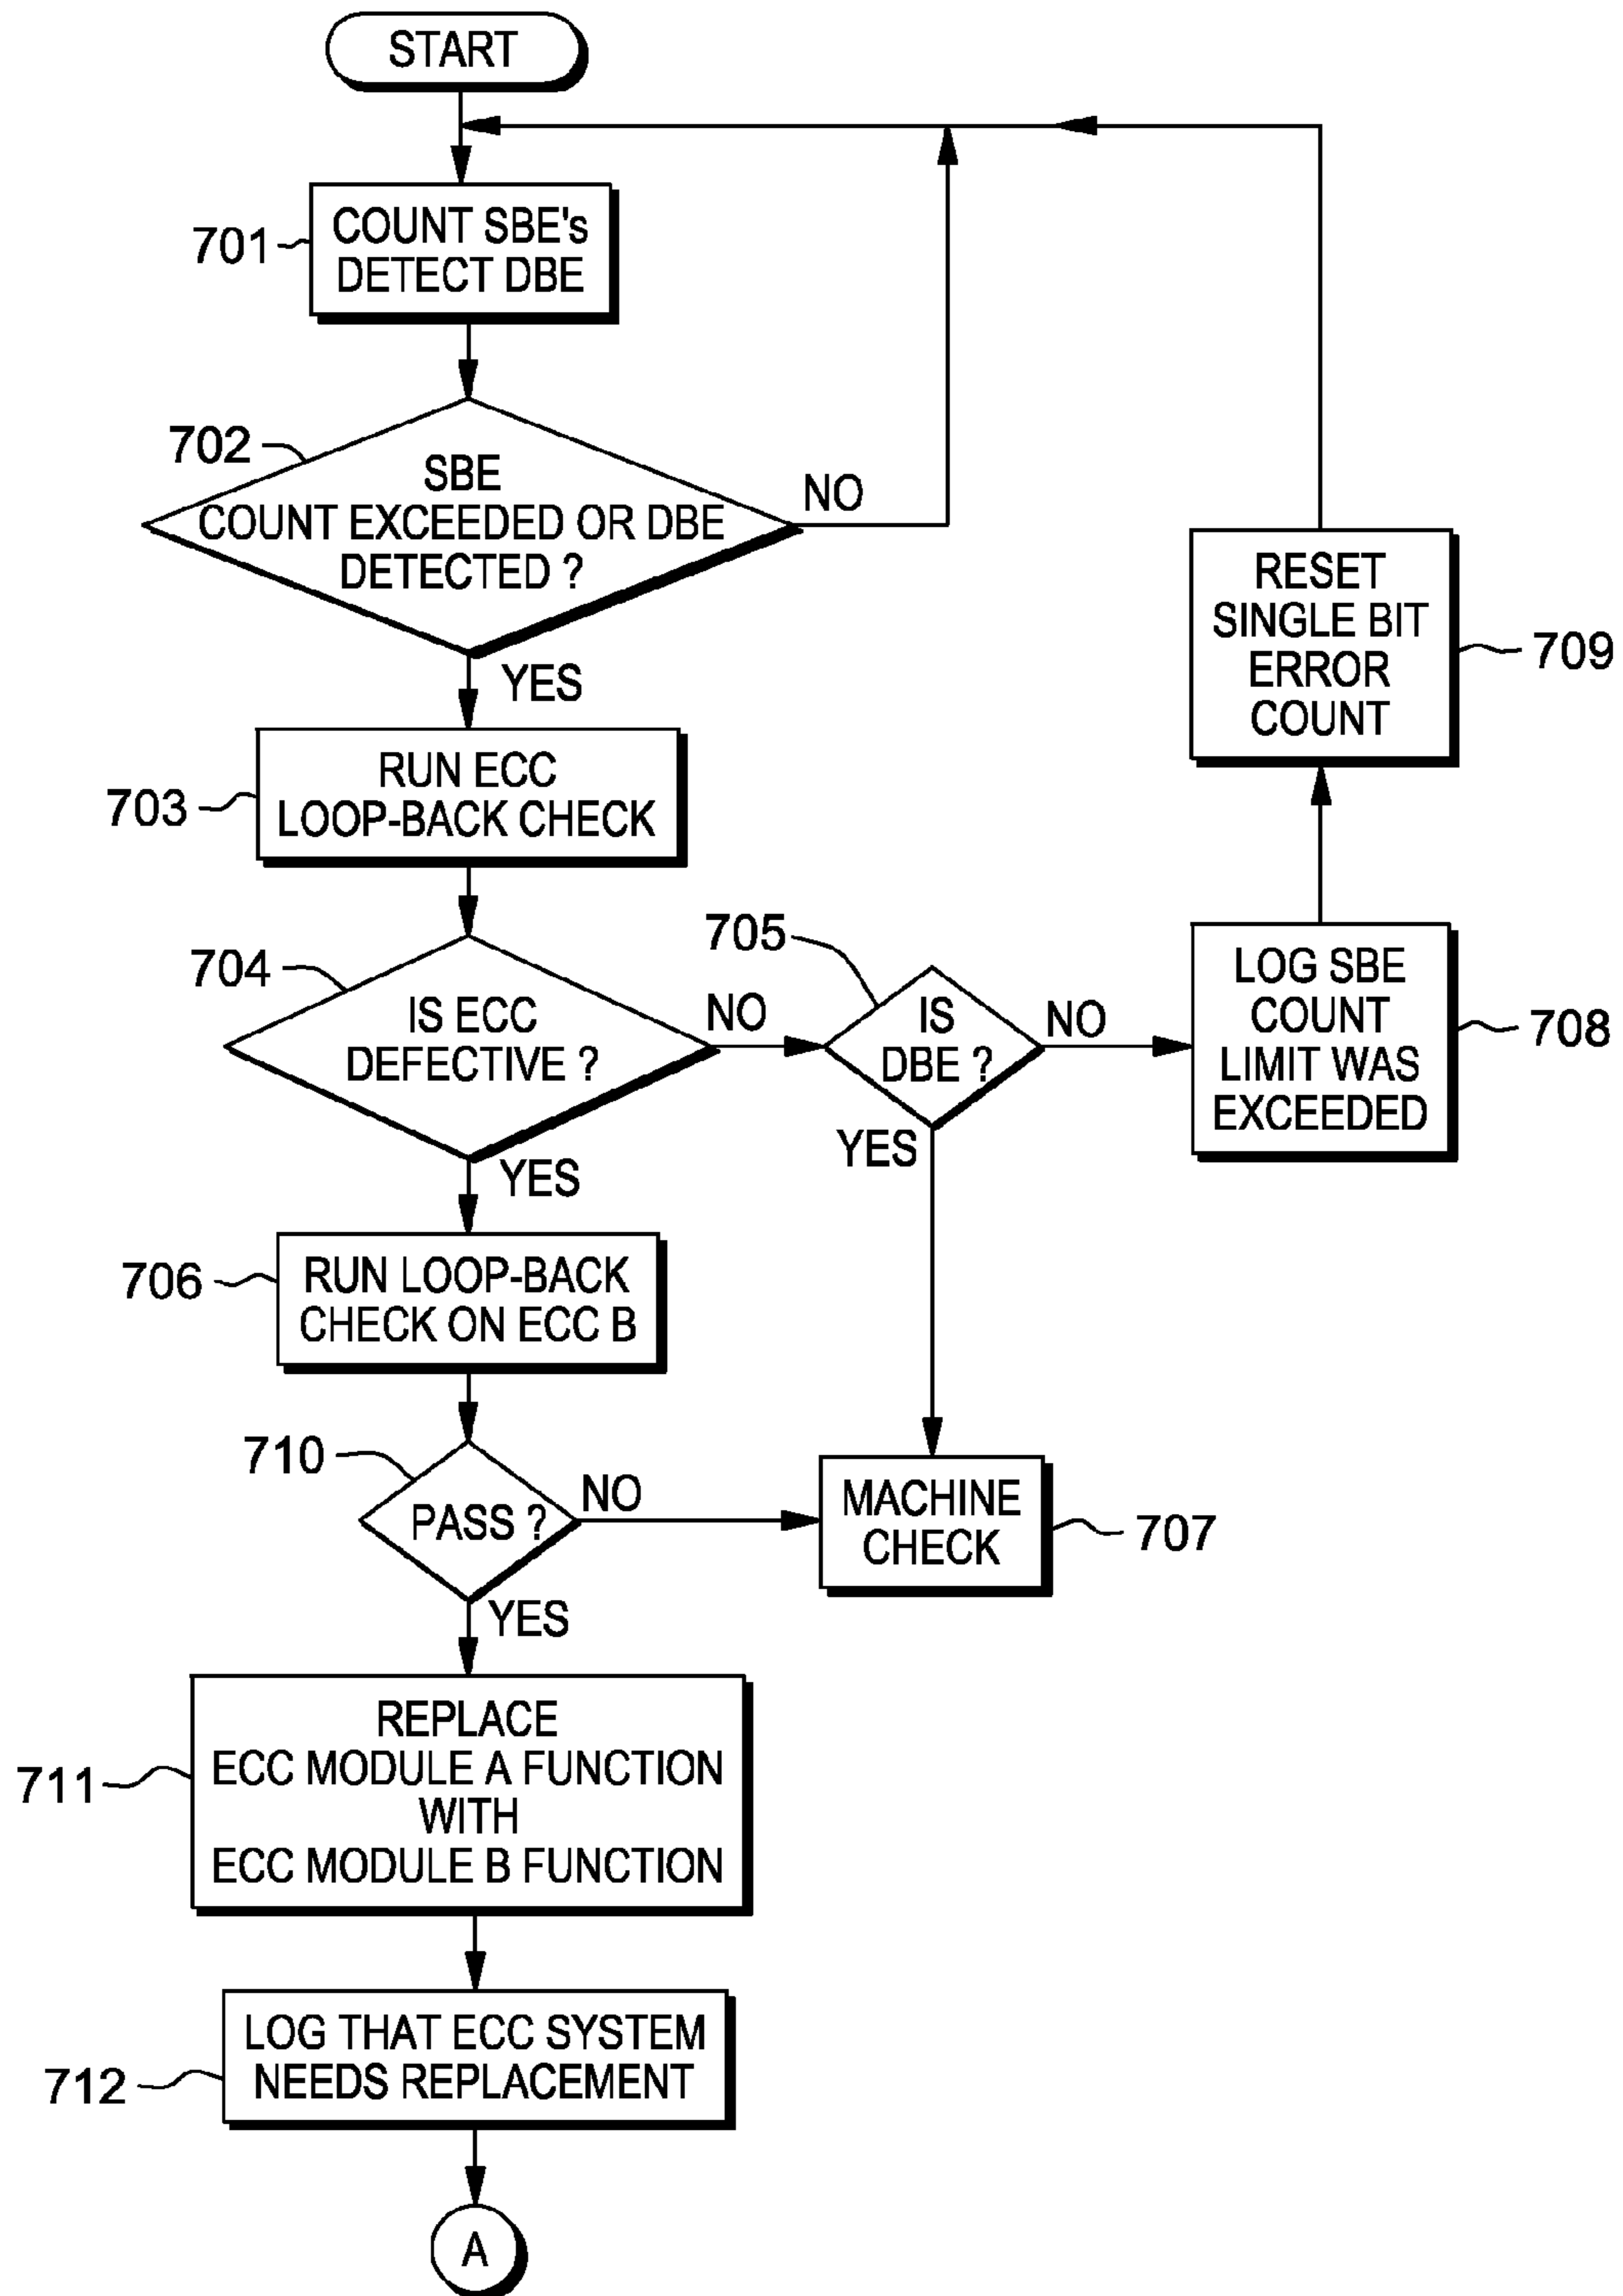 START
701
COUNT SBE's
DETECT DBE
702
SBE
COUNT EXCEEDED OR DBE
DETECTED ?
NO
YES
703
RUN ECC
LOOP-BACK CHECK
704
IS ECC
DEFECTIVE ?
NO
YES
705
IS
DBE ?
NO
YES
LOG SBE
COUNT
LIMIT WAS
EXCEEDED
708
RESET
SINGLE BIT
ERROR
COUNT
709
706
RUN LOOP-BACK
CHECK ON ECC B
710
PASS ?
NO
YES
MACHINE
CHECK
707
711
REPLACE
ECC MODULE A FUNCTION
WITH
ECC MODULE B FUNCTION
712
LOG THAT ECC SYSTEM
NEEDS REPLACEMENT
A